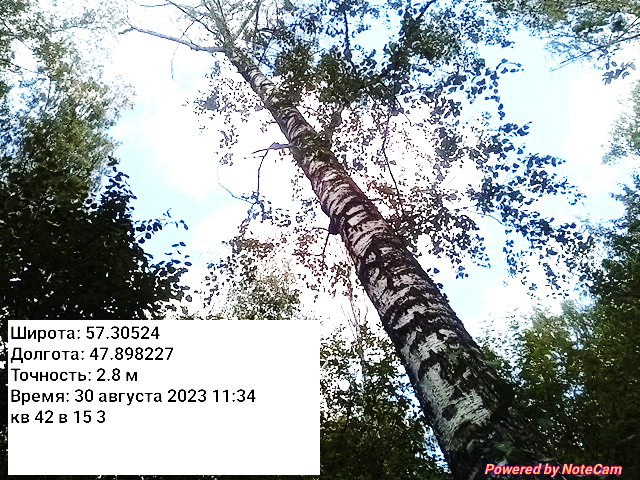 Широта: 57.30524
Долгота: 47.898227
Точность: 2.8 м
Время: 30 августа 2023 11:34
кв 42 в 15 3
Powered by NoteCam